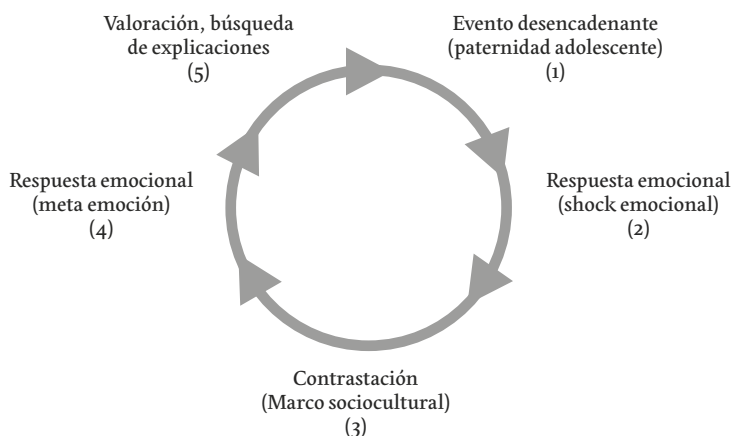 Valoración, búsqueda
de explicaciones
(5)
Evento desencadenante
(paternidad adolescente)
(1)
Respuesta emocional
(meta emoción)
(4)
Respuesta emocional
(shock emocional)
(2)
Contrastación
(Marco sociocultural)
(3)